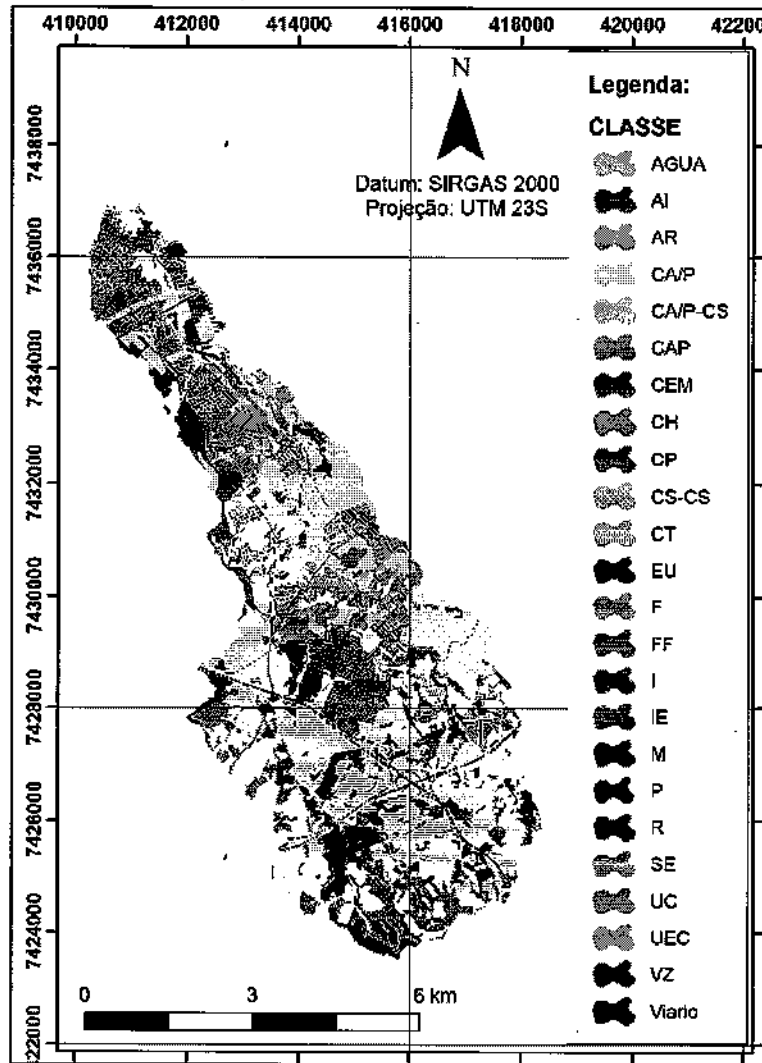 410000 412000 414000 416000 418000 420000 42200
N
Datum: SIRGAS 2000
Projeção: UTM 23S
Legenda:
CLASSE
AGUA
AI
AR
CA/P
CA/P-CS
CAP
CEM
CH
CP
CS-CS
CT
EU
F
FF
I
IE
M
P
R
SE
UC
UEC
VZ
Viario
7438000
7436000
7434000
7432000
7430000
7428000
7426000
7424000
22000
0 3 6 km